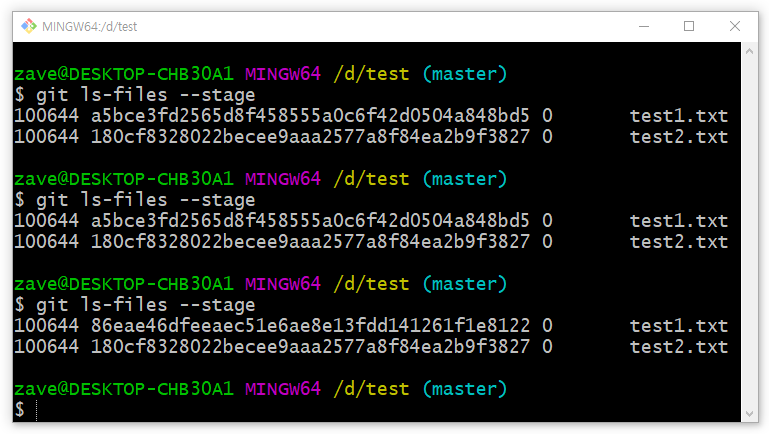 MINGW64:/d/test
zave@DESKTOP-CHB30A1 MINGW64 /d/test (master)
$ git ls-files --stage
100644 a5bce3fd2565d8f458555a0c6f42d0504a848bd5 0 test1.txt
100644 180cf8328022becee9aaa2577a8f84ea2b9f3827 0 test2.txt
zave@DESKTOP-CHB30A1 MINGW64 /d/test (master)
$ git ls-files --stage
100644 a5bce3fd2565d8f458555a0c6f42d0504a848bd5 0 test1.txt
100644 180cf8328022becee9aaa2577a8f84ea2b9f3827 0 test2.txt
zave@DESKTOP-CHB30A1 MINGW64 /d/test (master)
$ git ls-files --stage
100644 86eae46dfeeaec51e6ae8e13fdd141261f1e8122 0 test1.txt
100644 180cf8328022becee9aaa2577a8f84ea2b9f3827 0 test2.txt
zave@DESKTOP-CHB30A1 MINGW64 /d/test (master)
$